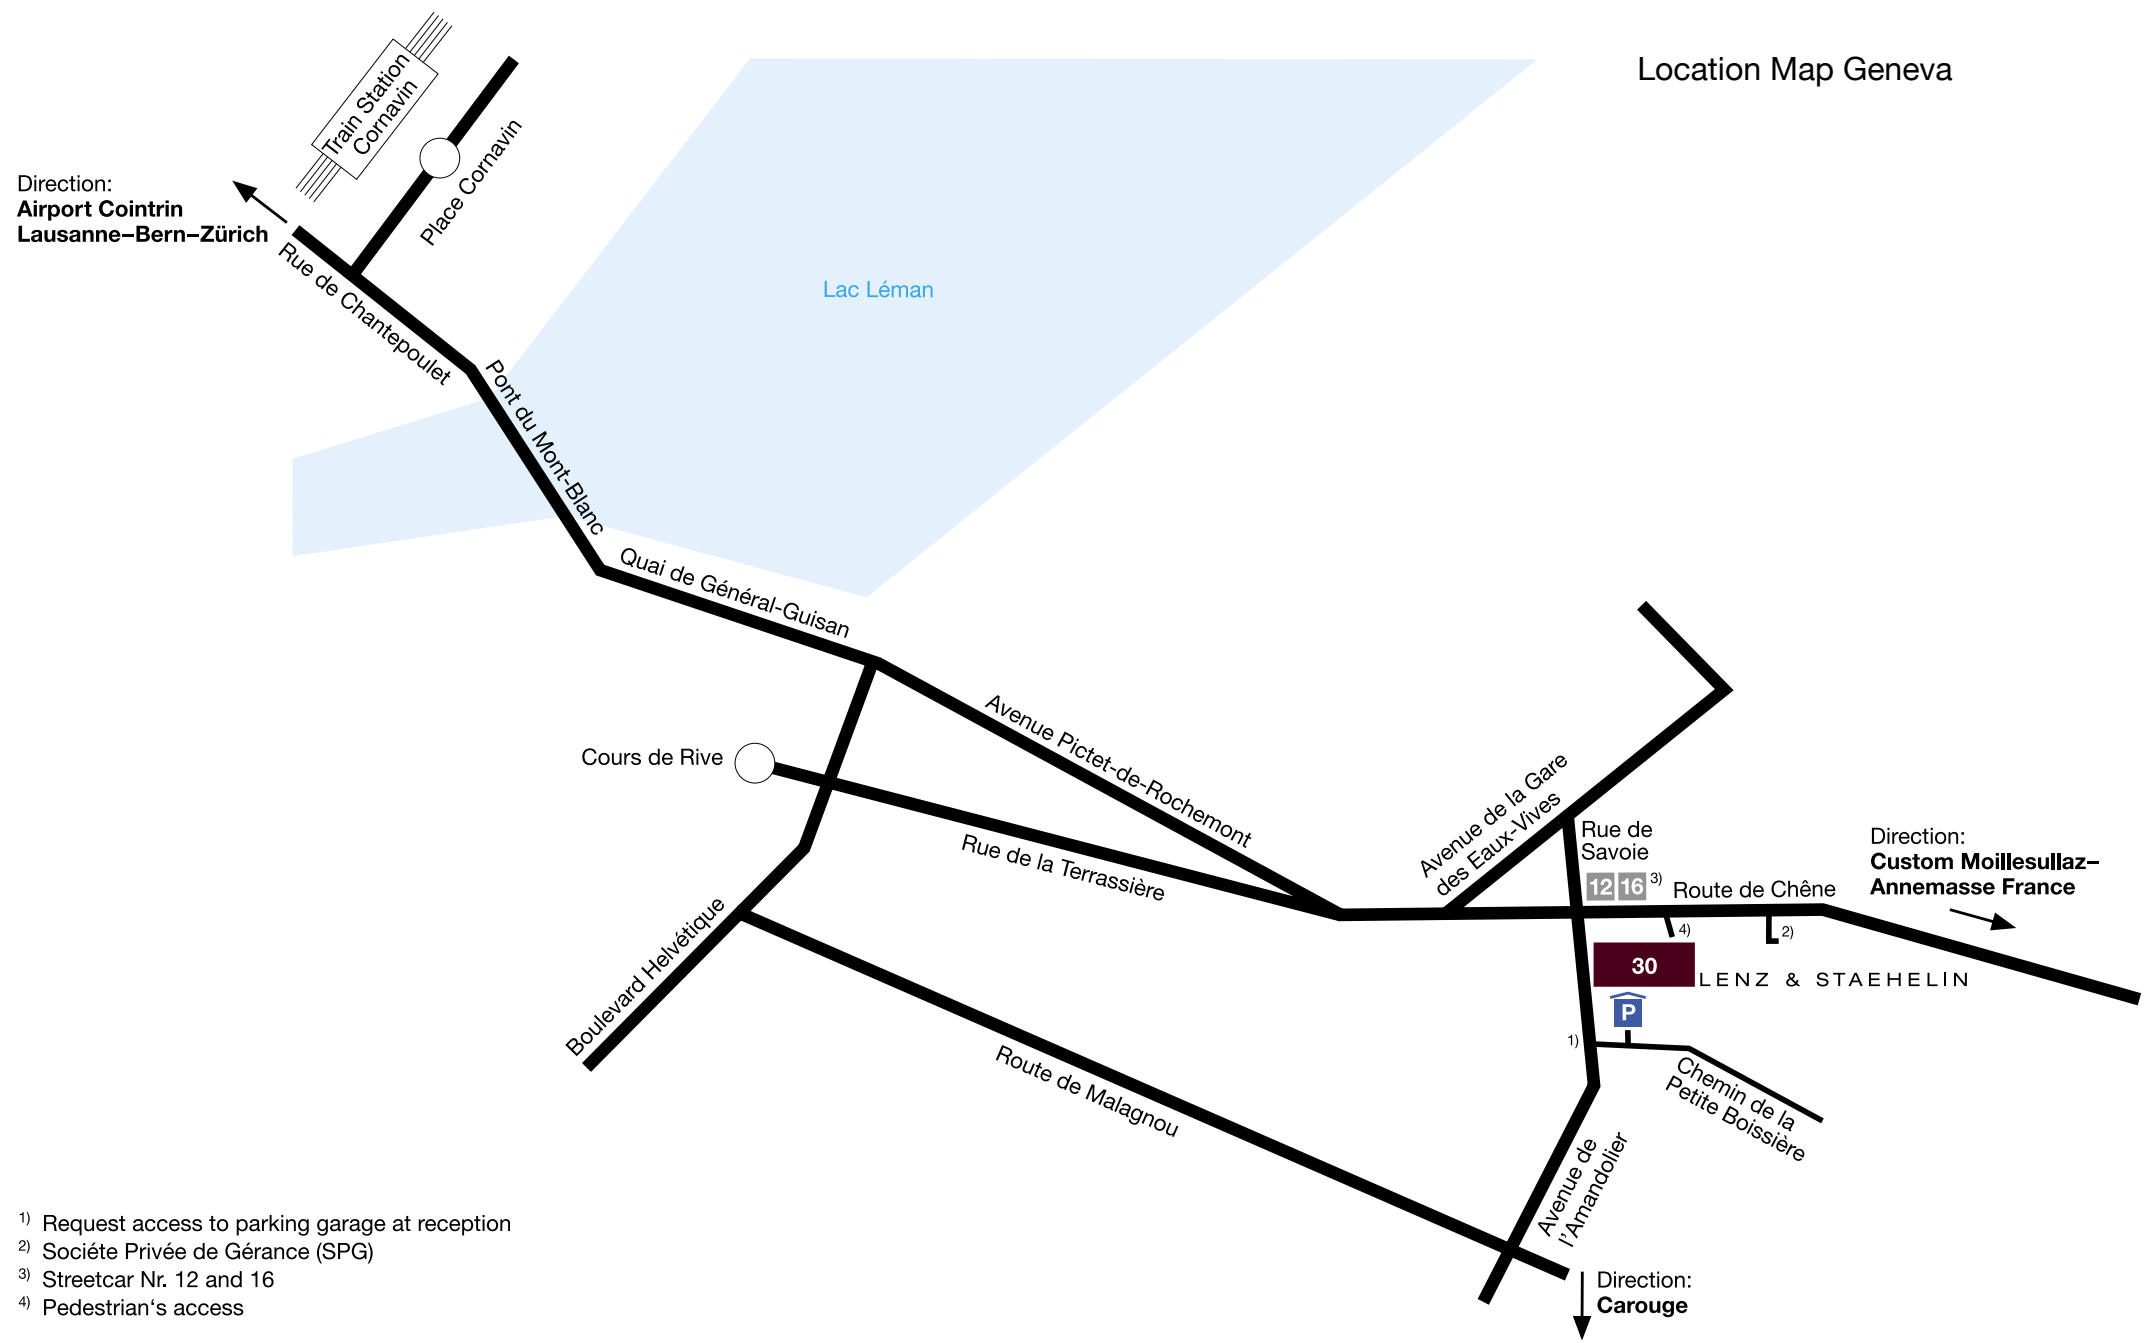 Location Map Geneva
Train Station
Cornavin
Place Cornavin
Direction:
Airport Cointrin
Lausanne–Bern–Zürich
Rue de Chantepoulet
Lac Léman
Pont du Mont-Blanc
Quai de Général-Guisan
Avenue Pictet-de-Rochemont
Cours de Rive
Rue de la Terrassière
Avenue de la Gare
des Eaux-Vives
Rue de
Savoie
12 16 3)
Route de Chêne
Direction:
Custom Moillesullaz–
Annemasse France
4)
2)
30
LENZ & STAEHELIN
P
1)
Chemin de la
Petite Boissière
Boulevard Helvétique
Route de Malagnou
Avenue de
l'Amandolier
Direction:
Carouge
1) Request access to parking garage at reception
2) Sociéte Privée de Gérance (SPG)
3) Streetcar Nr. 12 and 16
4) Pedestrian‘s access